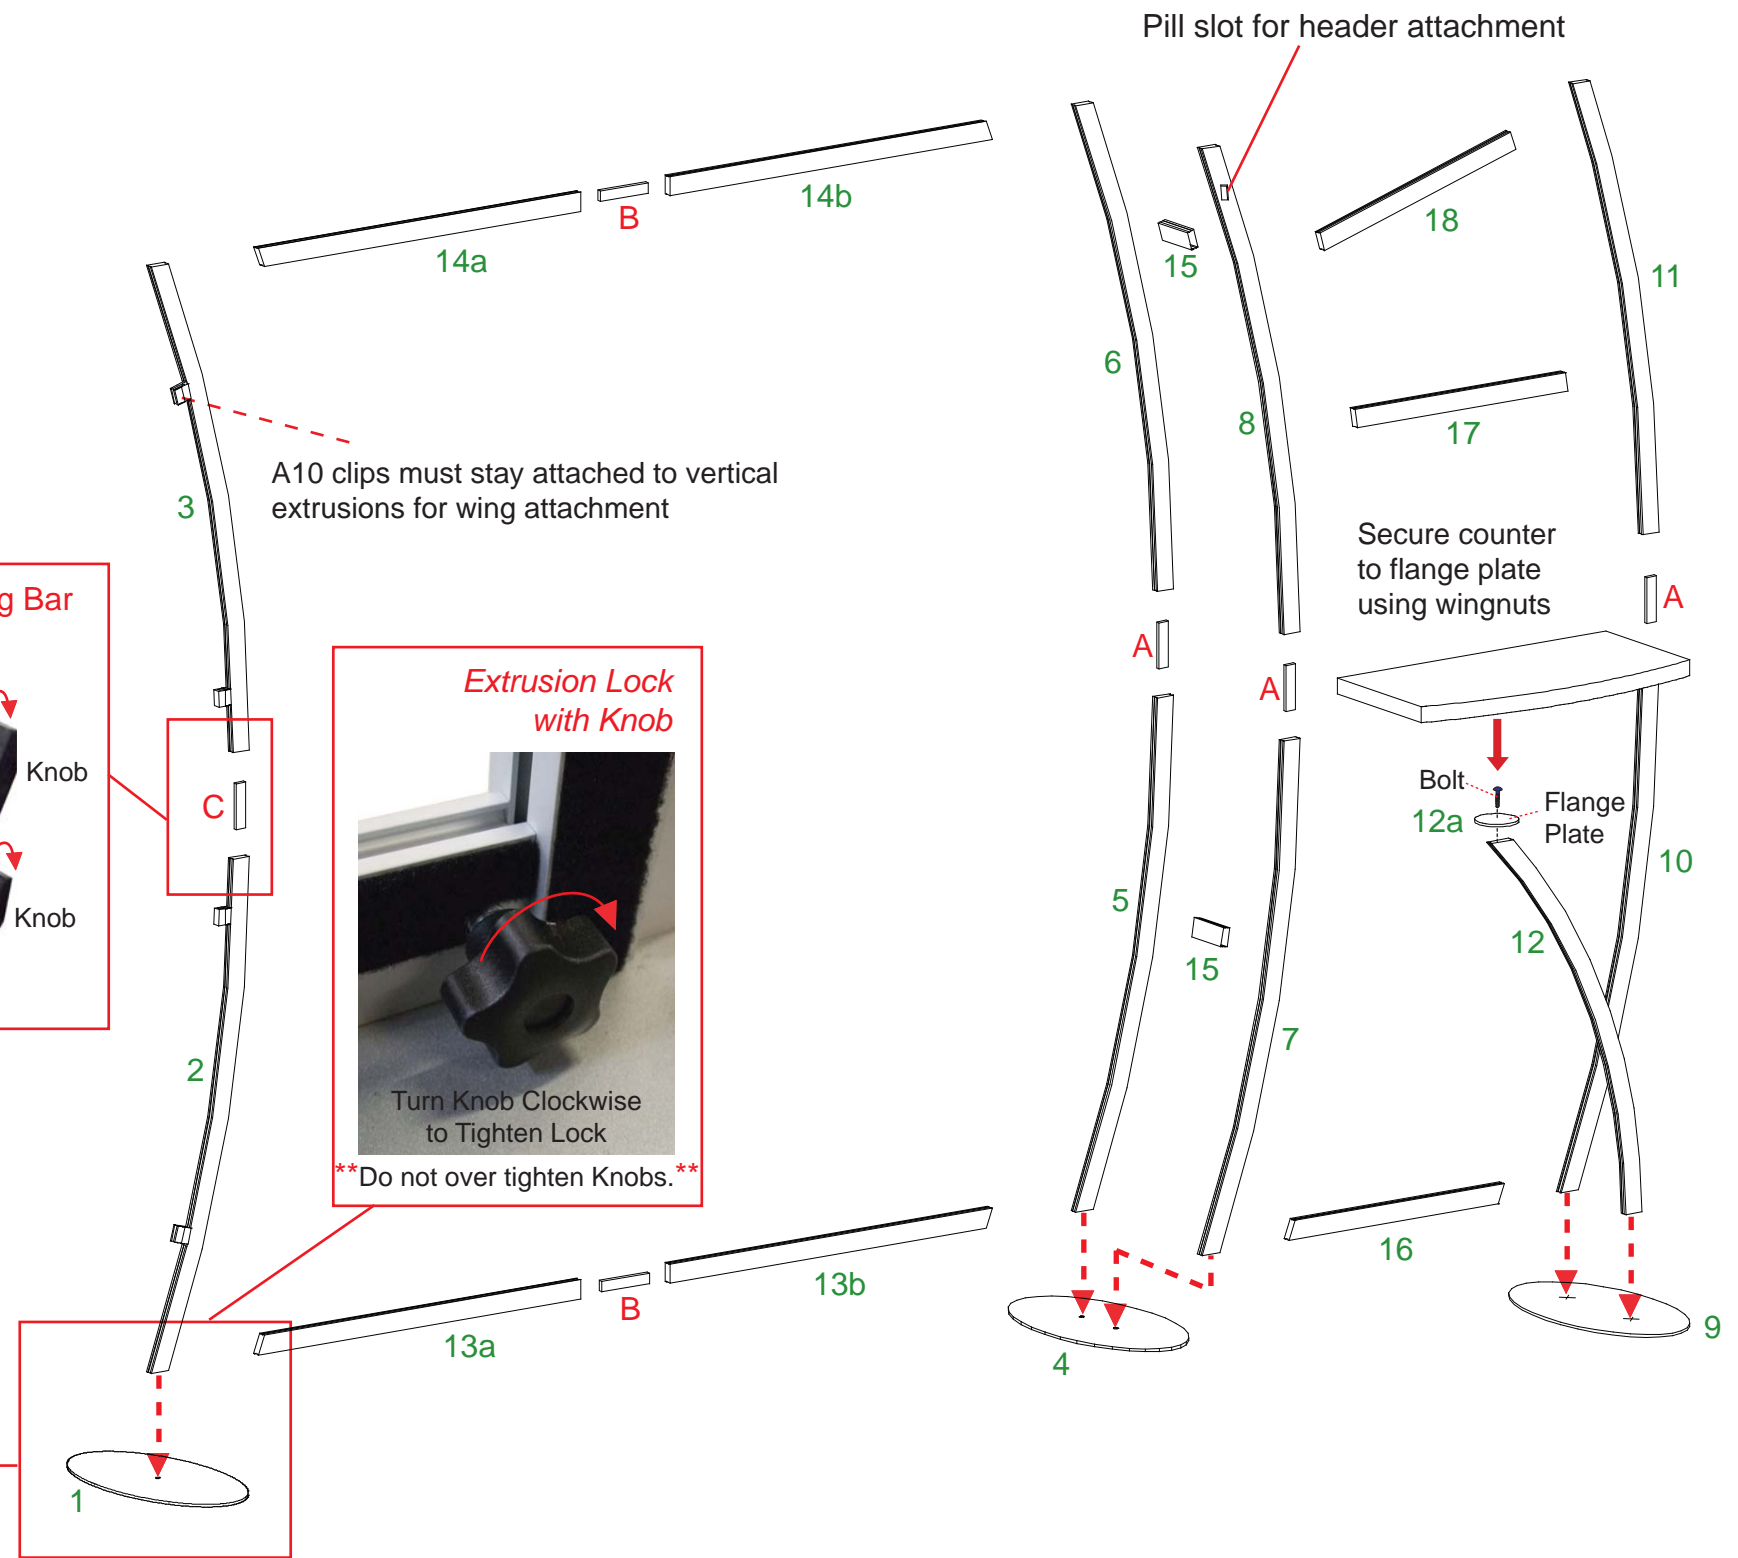 Pill slot for header attachment
14a
B
14b
15
18
11
6
8
17
3
A10 clips must stay attached to vertical
extrusions for wing attachment
Secure counter
to flange plate
using wingnuts
g Bar
Knob
Knob
C
Extrusion Lock
with Knob
Turn Knob Clockwise
to Tighten Lock
**Do not over tighten Knobs.**
A
A
A
Bolt
12a
Flange
Plate
10
5
12
15
7
2
16
13a
B
13b
4
9
1